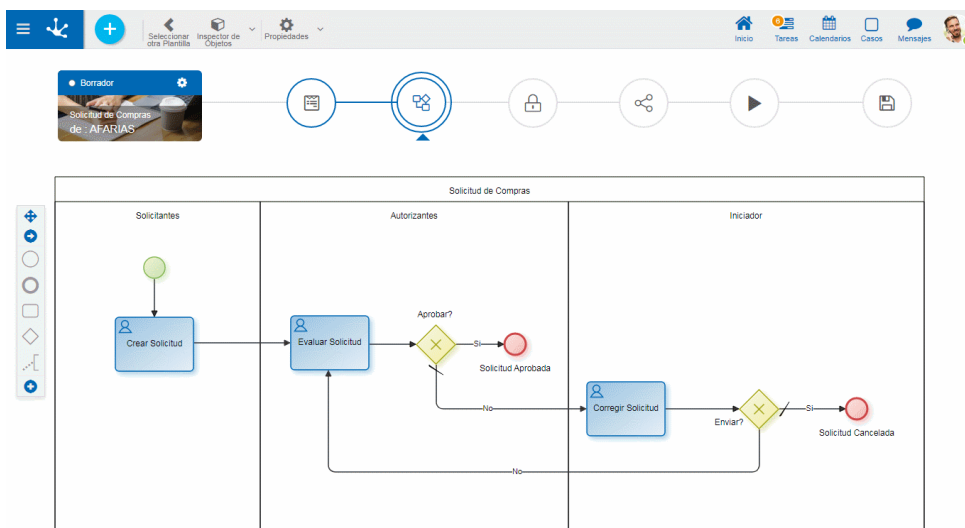 Seleccionar
otra Plantilla
Inspector de
Objetos
Propiedades
Inicio
6
Tareas
Calendarios
Casos
Mensajes
Borrador
Solicitud de Compras
de : AFARIAS
Solicitud de Compras
Solicitantes
Autorizantes
Iniciador
Crear Solicitud
Evaluar Solicitud
Aprobar?
Si
Solicitud Aprobada
No
Corregir Solicitud
Enviar?
Si
Solicitud Cancelada
No